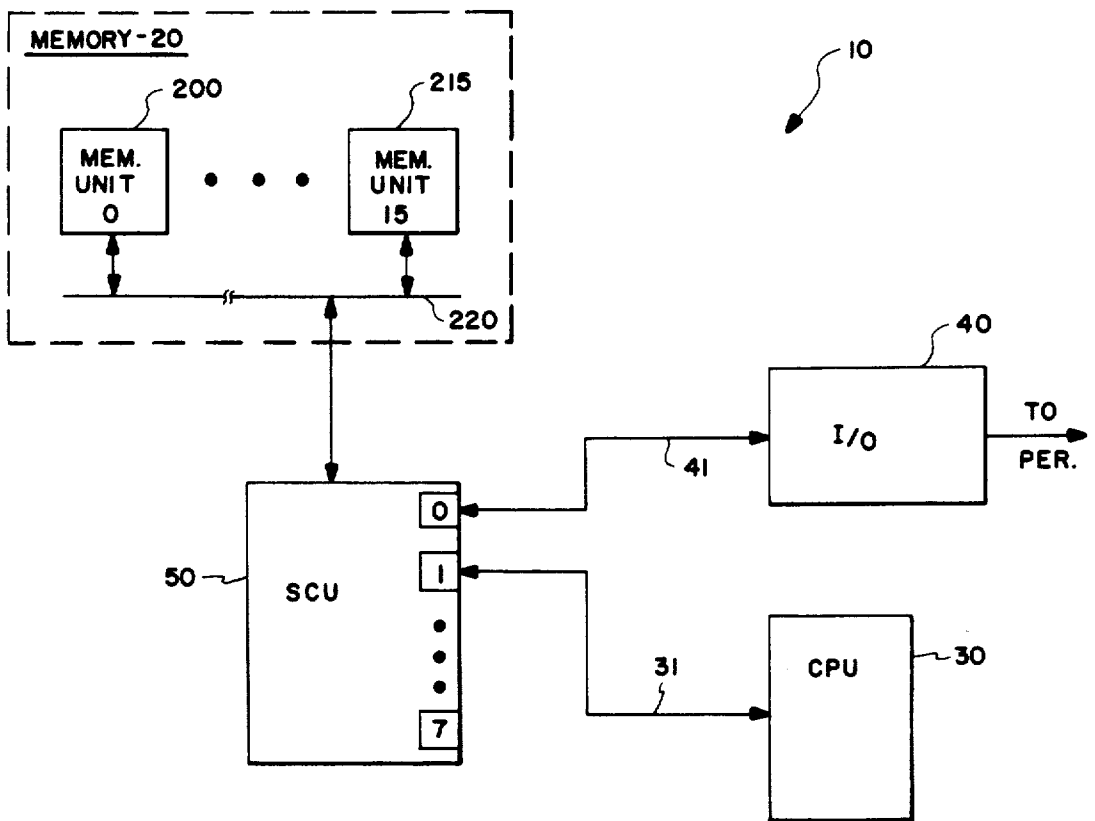 MEMORY-20
10
200
215
MEM.
UNIT
0
MEM.
UNIT
15
220
40
I/O
TO
PER.
41
0
1
7
50
SCU
31
CPU
30